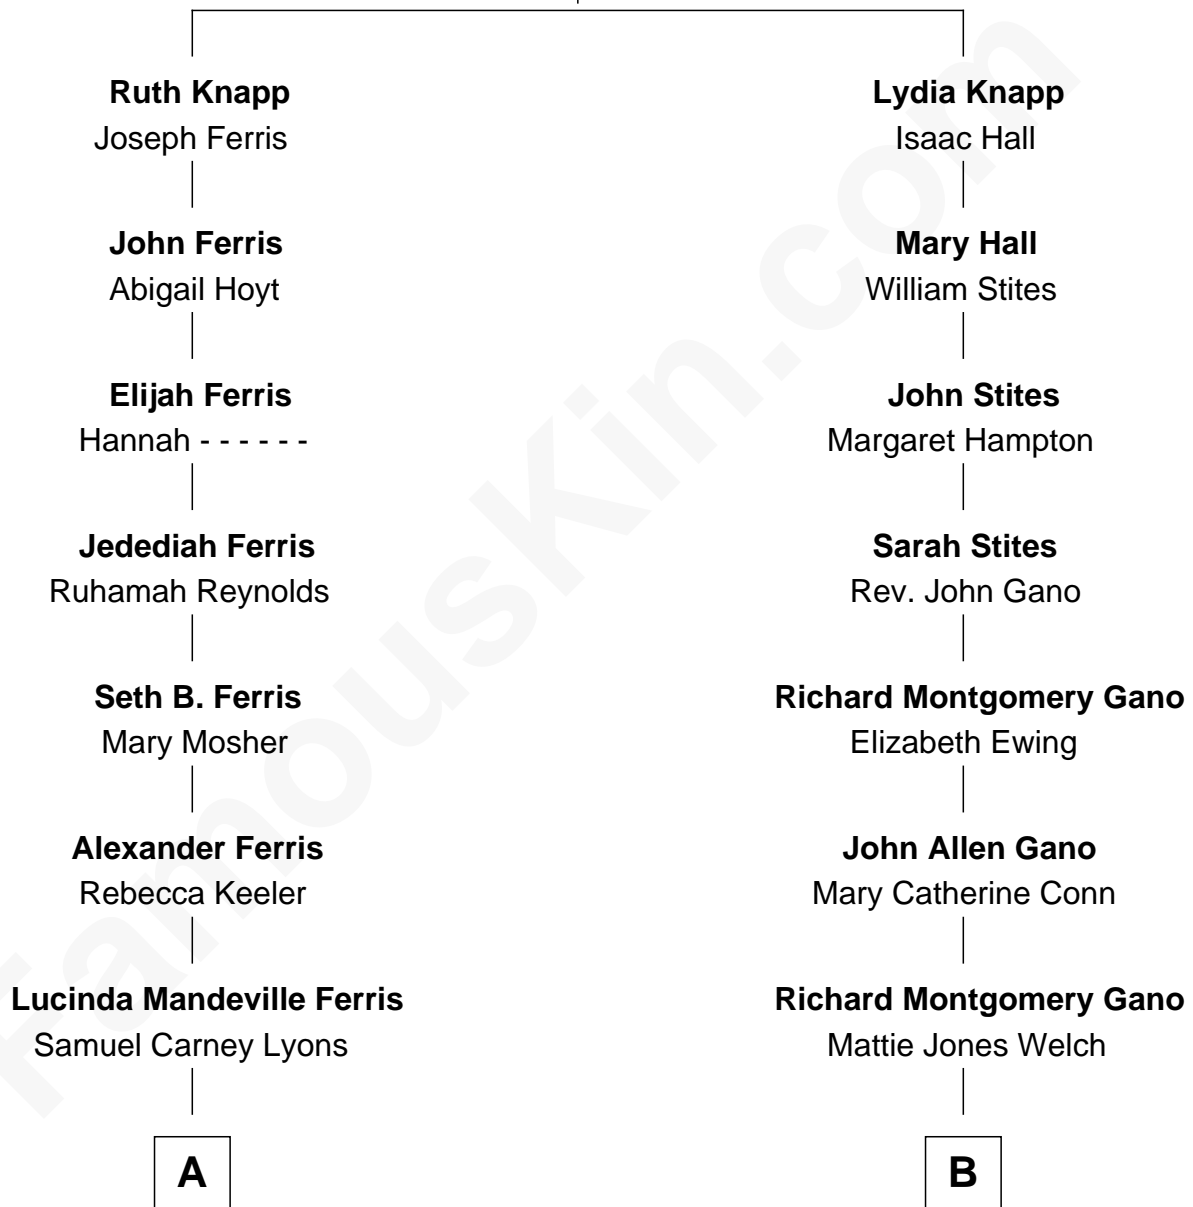 Ruth Knapp
Joseph Ferris
John Ferris
Abigail Hoyt
Elijah Ferris
Hannah - - - - - -
Jedediah Ferris
Ruhamah Reynolds
Seth B. Ferris
Mary Mosher
Alexander Ferris
Rebecca Keeler
Lucinda Mandeville Ferris
Samuel Carney Lyons
A
Lydia Knapp
Isaac Hall
Mary Hall
William Stites
John Stites
Margaret Hampton
Sarah Stites
Rev. John Gano
Richard Montgomery Gano
Elizabeth Ewing
John Allen Gano
Mary Catherine Conn
Richard Montgomery Gano
Mattie Jones Welch
B
FamousKin.com